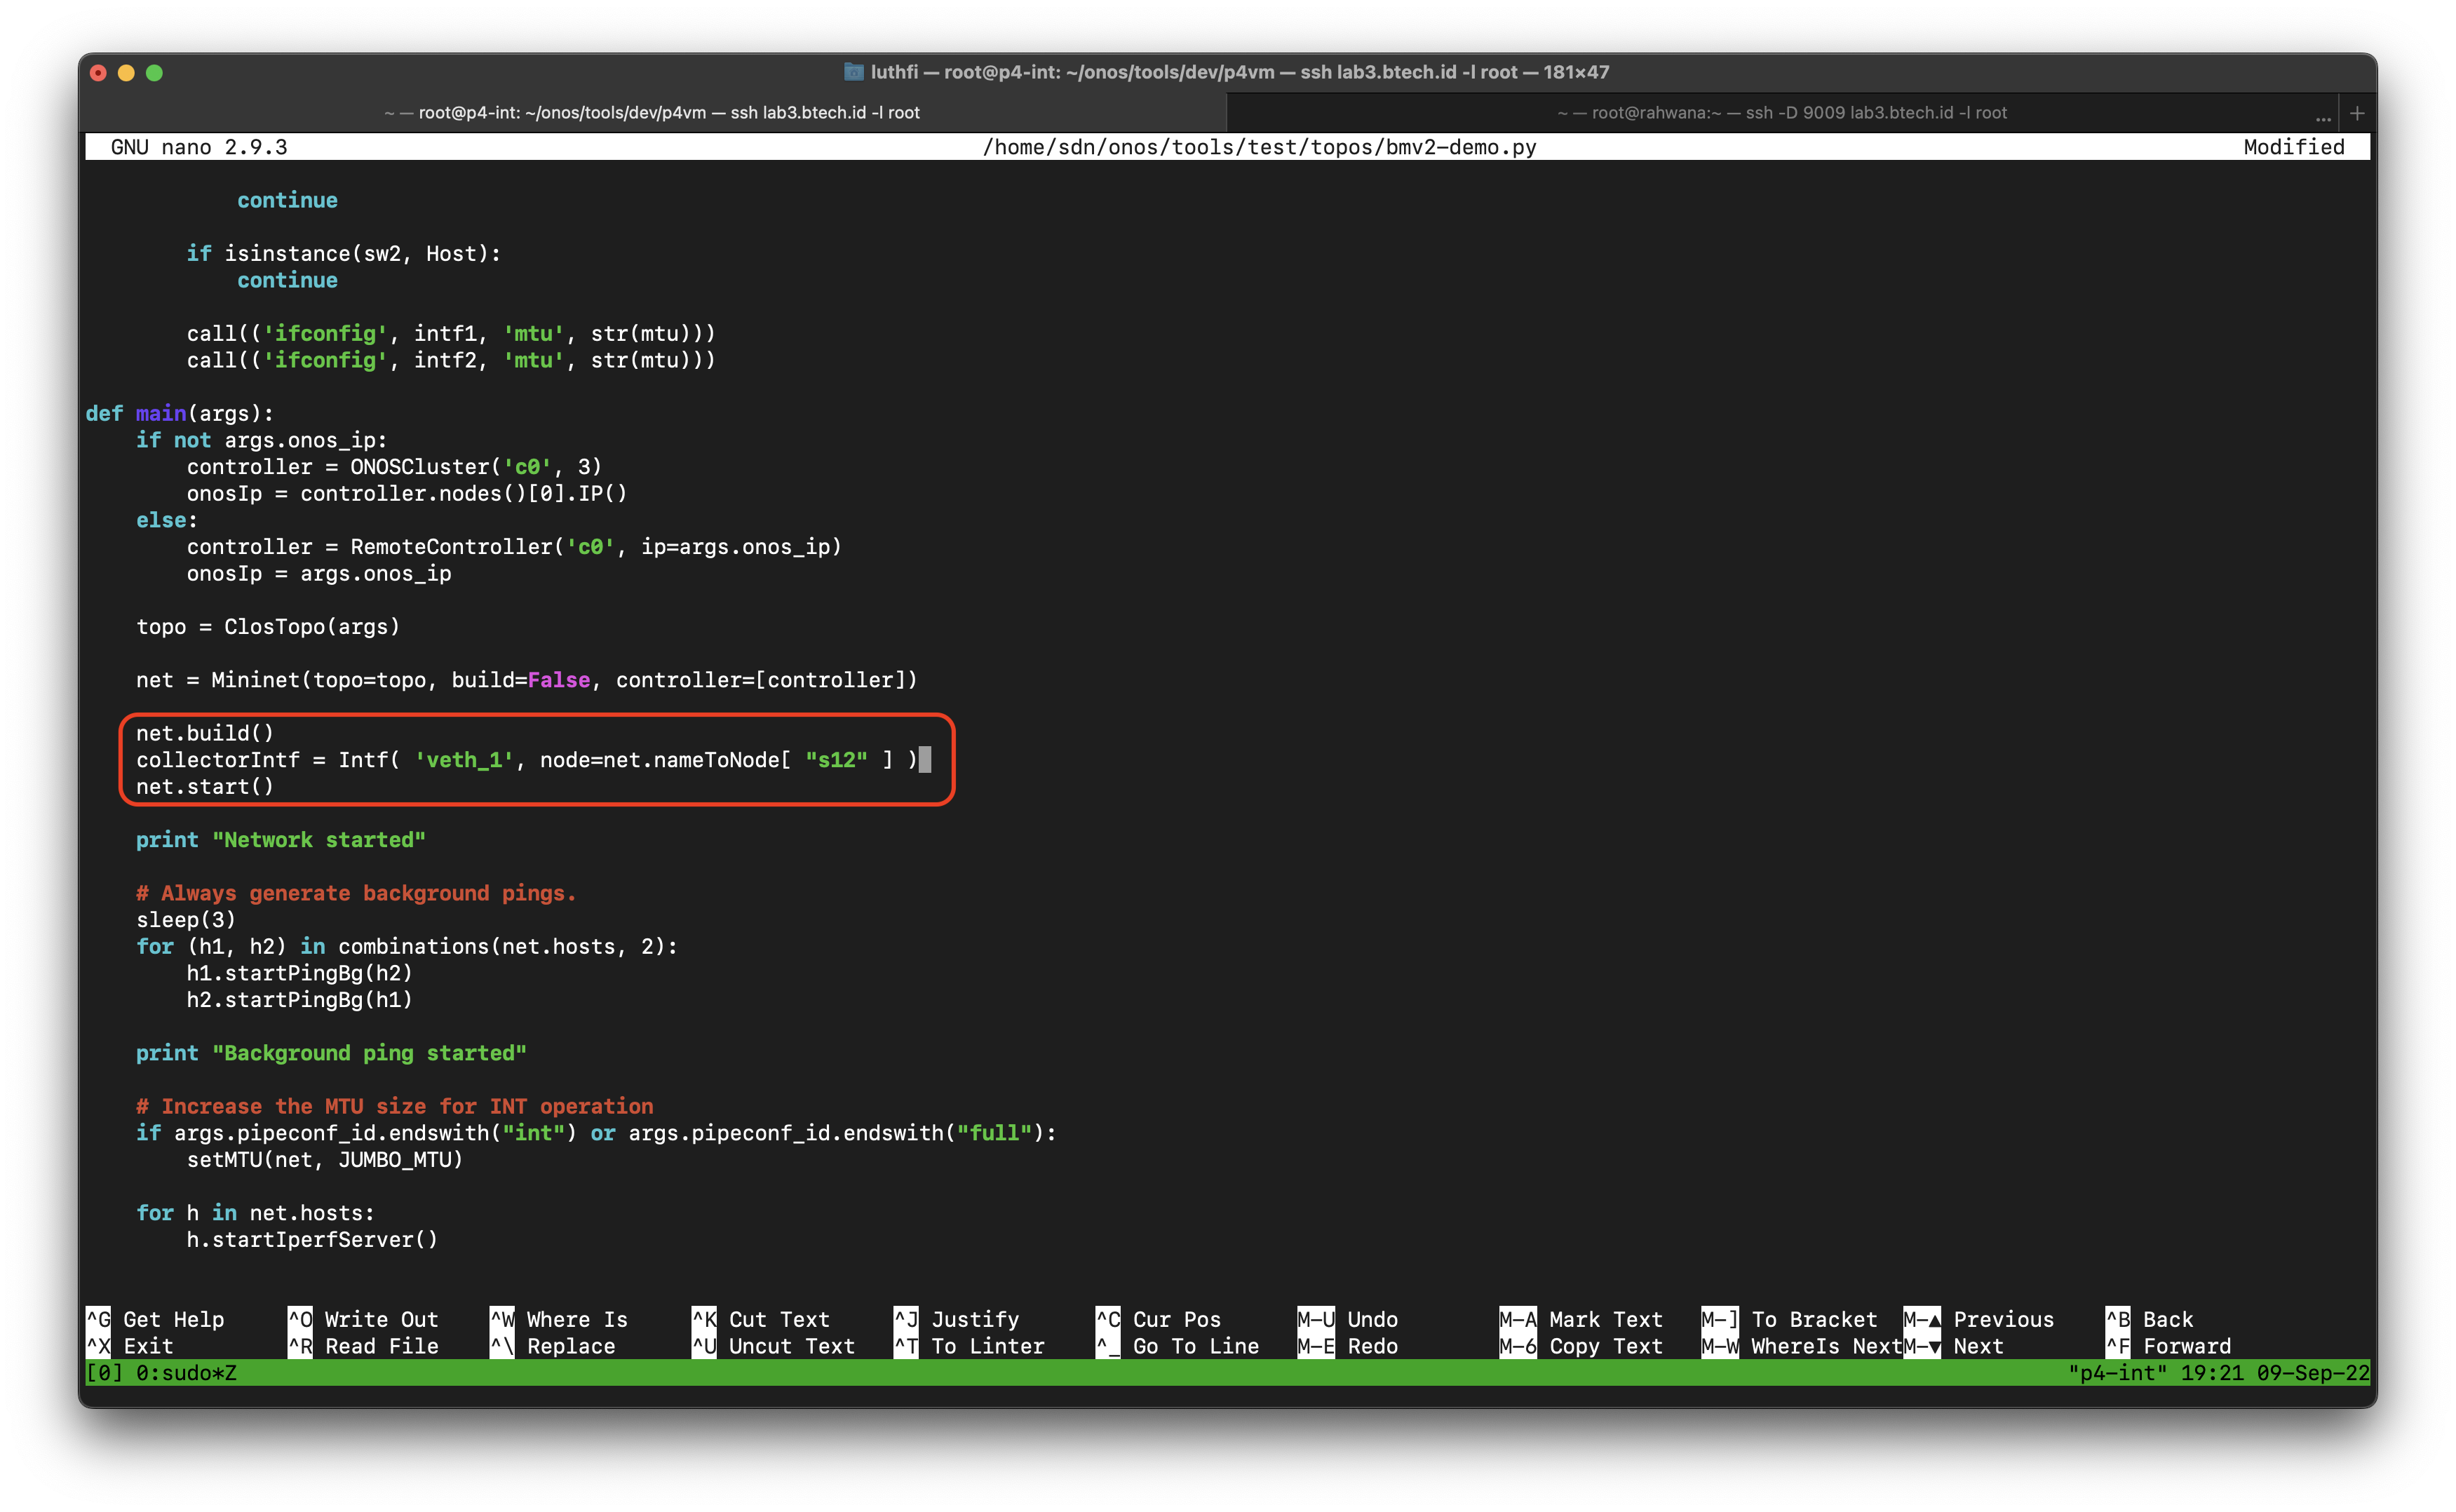 luthfi — root@p4-int: ~/onos/tools/dev/p4vm — ssh lab3.btech.id -l root — 181×47
~ — root@p4-int: ~/onos/tools/dev/p4vm — ssh lab3.btech.id -l root
~ — root@rahwana:~ — ssh -D 9009 lab3.btech.id -l root ... +
GNU nano 2.9.3 /home/sdn/onos/tools/test/topos/bmv2-demo.py Modified
            continue
        if isinstance(sw2, Host):
            continue
        call(('ifconfig', intf1, 'mtu', str(mtu)))
        call(('ifconfig', intf2, 'mtu', str(mtu)))
def main(args):
    if not args.onos_ip:
        controller = ONOSCluster('c0', 3)
        onosIp = controller.nodes()[0].IP()
    else:
        controller = RemoteController('c0', ip=args.onos_ip)
        onosIp = args.onos_ip
    topo = ClosTopo(args)
    net = Mininet(topo=topo, build=False, controller=[controller])
    net.build()
    collectorIntf = Intf( 'veth_1', node=net.nameToNode[ "s12" ] )
    net.start()
    print "Network started"
    # Always generate background pings.
    sleep(3)
    for (h1, h2) in combinations(net.hosts, 2):
        h1.startPingBg(h2)
        h2.startPingBg(h1)
    print "Background ping started"
    # Increase the MTU size for INT operation
    if args.pipeconf_id.endswith("int") or args.pipeconf_id.endswith("full"):
        setMTU(net, JUMBO_MTU)
    for h in net.hosts:
        h.startIperfServer()
^G Get Help ^O Write Out ^W Where Is ^K Cut Text ^J Justify ^C Cur Pos M-U Undo M-A Mark Text M-] To Bracket M-▲ Previous ^B Back
^X Exit ^R Read File ^\ Replace ^U Uncut Text ^T To Linter ^_ Go To Line M-E Redo M-6 Copy Text M-W WhereIs Next M-▼ Next ^F Forward
[0] 0:sudo*Z "p4-int" 19:21 09-Sep-22